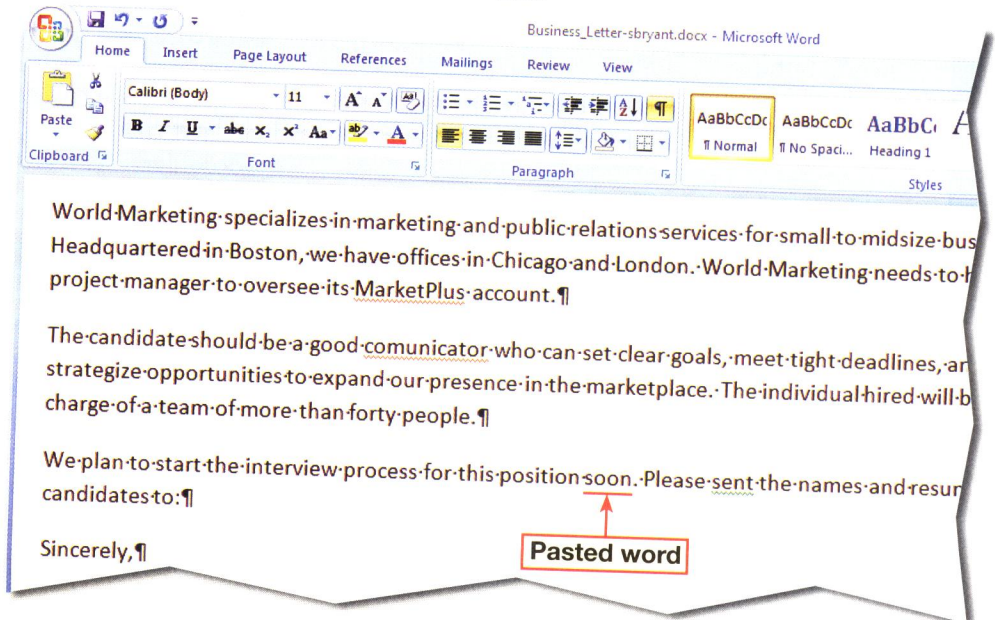 Business_Letter-sbryant.docx - Microsoft Word
Home Insert Page Layout References Mailings Review View
Calibri (Body) 11 A A
Paste
B I U abe X₂ X² Aa ab A
AaBbCcDc AaBbCcDc AaBbC
¶ Normal ¶ No Spaci... Heading 1
Clipboard Font Paragraph Styles
World·Marketing·specializes·in·marketing·and·public·relations·services·for·small·to·midsize·bus
Headquartered·in·Boston,·we·have·offices·in·Chicago·and·London.·World·Marketing·needs·to·h
project·manager·to·oversee·its·MarketPlus·account.¶
The·candidate·should·be·a·good·comunicator·who·can·set·clear·goals,·meet·tight·deadlines,·an
strategize·opportunities·to·expand·our·presence·in·the·marketplace.·The·individual·hired·will·b
charge·of·a·team·of·more·than·forty·people.¶
We·plan·to·start·the·interview·process·for·this·position·soon.·Please·sent·the·names·and·resum
candidates·to:¶
Pasted word
Sincerely,¶